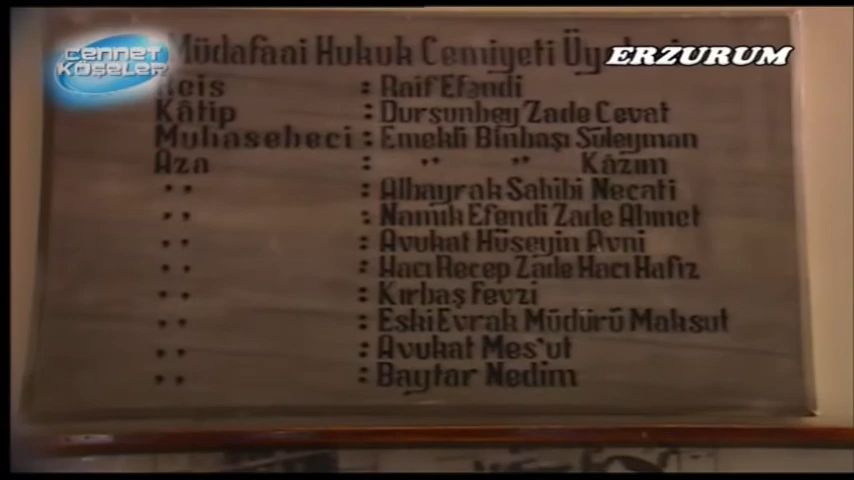 CENNET
KÖŞELER
ERZURUM
Müdafaai Hukuk Cemiyeti
Reis : Raif Efendi
Kâtip : Dursunbey Zade Cevat
Muhasebeci : Emekli Binbaşı Süleyman
Aza : " " Kâzım
" : Albayrak Sahibi Necati
" : Namık Efendi Zade Ahmet
" : Avukat Hüseyin Avni
" : Hacı Recep Zade Hacı Hafız
" : Kırbaş Fevzi
" : Eski Evrak Müdürü Maksut
" : Avukat Mes'ut
" : Baytar Nedim